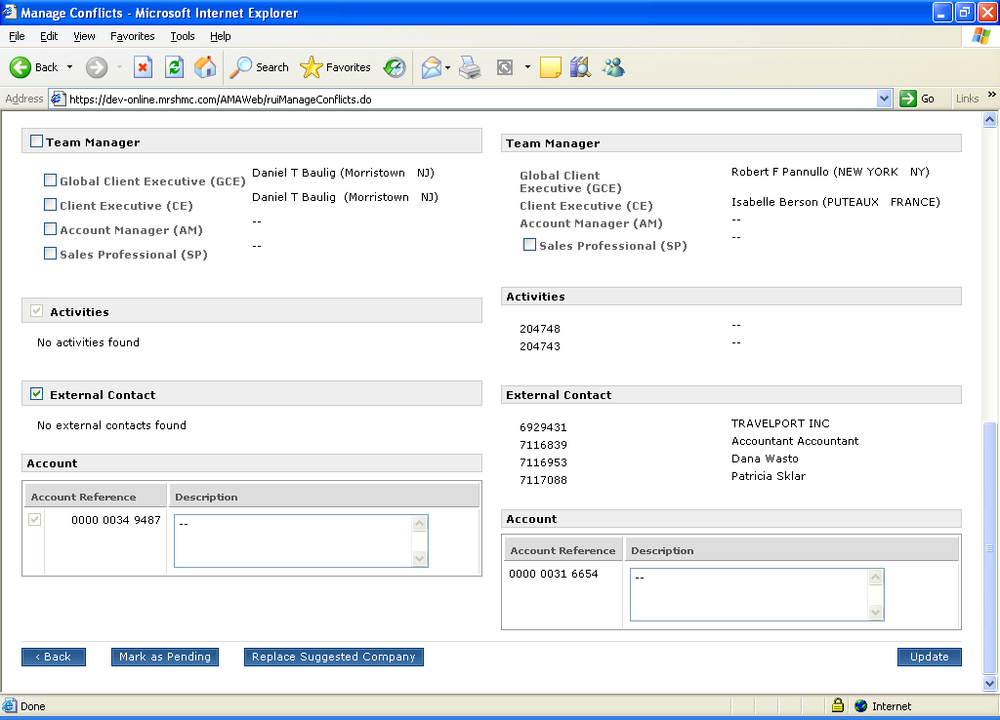 Manage Conflicts - Microsoft Internet Explorer
File Edit View Favorites Tools Help
Back Search Favorites
Address https://dev-online.mrshmc.com/AMAWeb/ruiManageConflicts.do Go Links »
Team Manager
Global Client Executive (GCE) Daniel T Baulig (Morristown NJ)
Client Executive (CE) Daniel T Baulig (Morristown NJ)
Account Manager (AM) --
Sales Professional (SP) --
Activities
No activities found
External Contact
No external contacts found
Account
Account Reference Description
0000 0034 9487 --
Team Manager
Global Client
Executive (GCE) Robert F Pannullo (NEW YORK NY)
Client Executive (CE) Isabelle Berson (PUTEAUX FRANCE)
Account Manager (AM) --
Sales Professional (SP) --
Activities
204748 --
204743 --
External Contact
6929431 TRAVELPORT INC
7116839 Accountant Accountant
7116953 Dana Wasto
7117088 Patricia Sklar
Account
Account Reference Description
0000 0031 6654 --
‹ Back Mark as Pending Replace Suggested Company Update
Done Internet